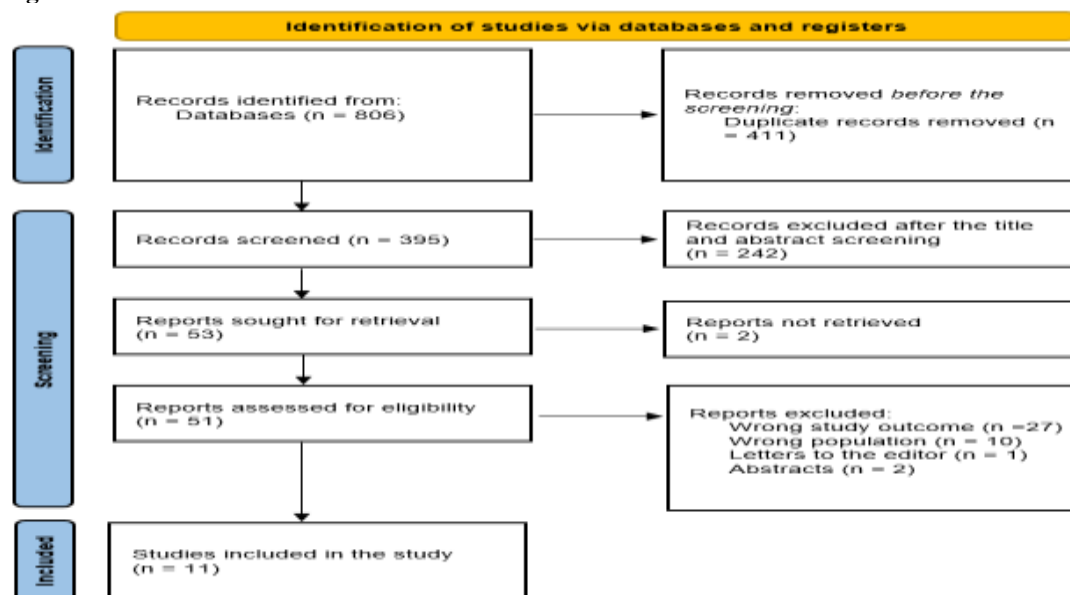 Identification of studies via databases and registers
Identification
Records identified from:
Databases (n = 806)
Records removed before the
screening:
Duplicate records removed (n
= 411)
Screening
Records screened (n = 395)
Records excluded after the title
and abstract screening
(n = 242)
Reports sought for retrieval
(n = 53)
Reports not retrieved
(n = 2)
Reports assessed for eligibility
(n = 51)
Reports excluded:
Wrong study outcome (n =27)
Wrong population (n = 10)
Letters to the editor (n = 1)
Abstracts (n = 2)
Included
Studies included in the study
(n = 11)